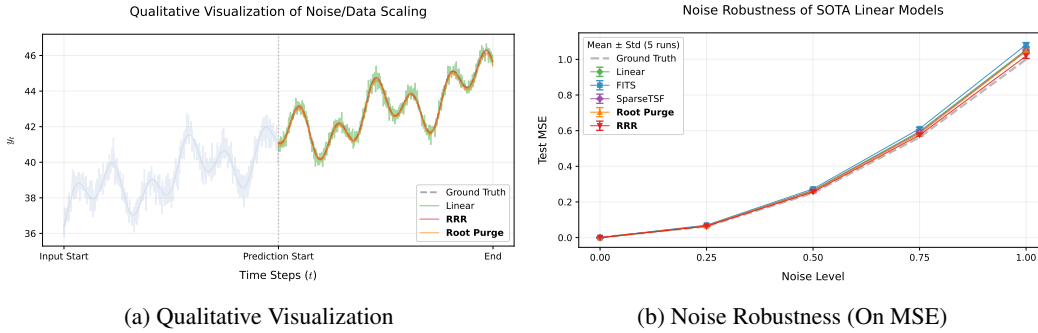 Qualitative Visualization of Noise/Data Scaling
46
44
42
40
38
36
y_t
Ground Truth
Linear
RRR
Root Purge
Input Start
Prediction Start
End
Time Steps (t)
(a) Qualitative Visualization
Noise Robustness of SOTA Linear Models
Mean ± Std (5 runs)
Ground Truth
Linear
FITS
SparseTSF
Root Purge
RRR
1.0
0.8
0.6
0.4
0.2
0.0
Test MSE
0.00
0.25
0.50
0.75
1.00
Noise Level
(b) Noise Robustness (On MSE)